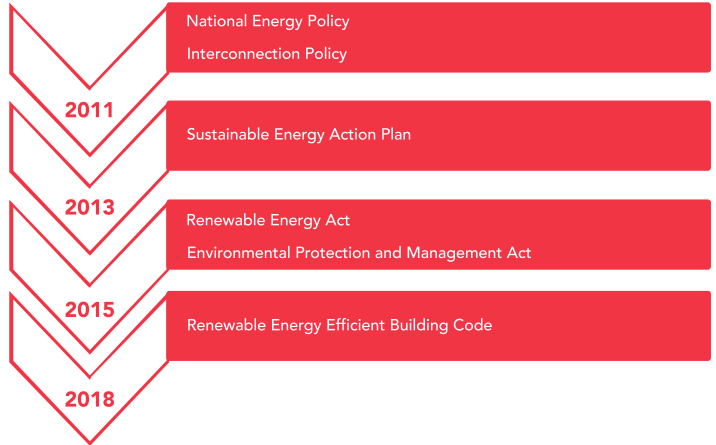 National Energy Policy
Interconnection Policy
2011
Sustainable Energy Action Plan
2013
Renewable Energy Act
Environmental Protection and Management Act
2015
Renewable Energy Efficient Building Code
2018